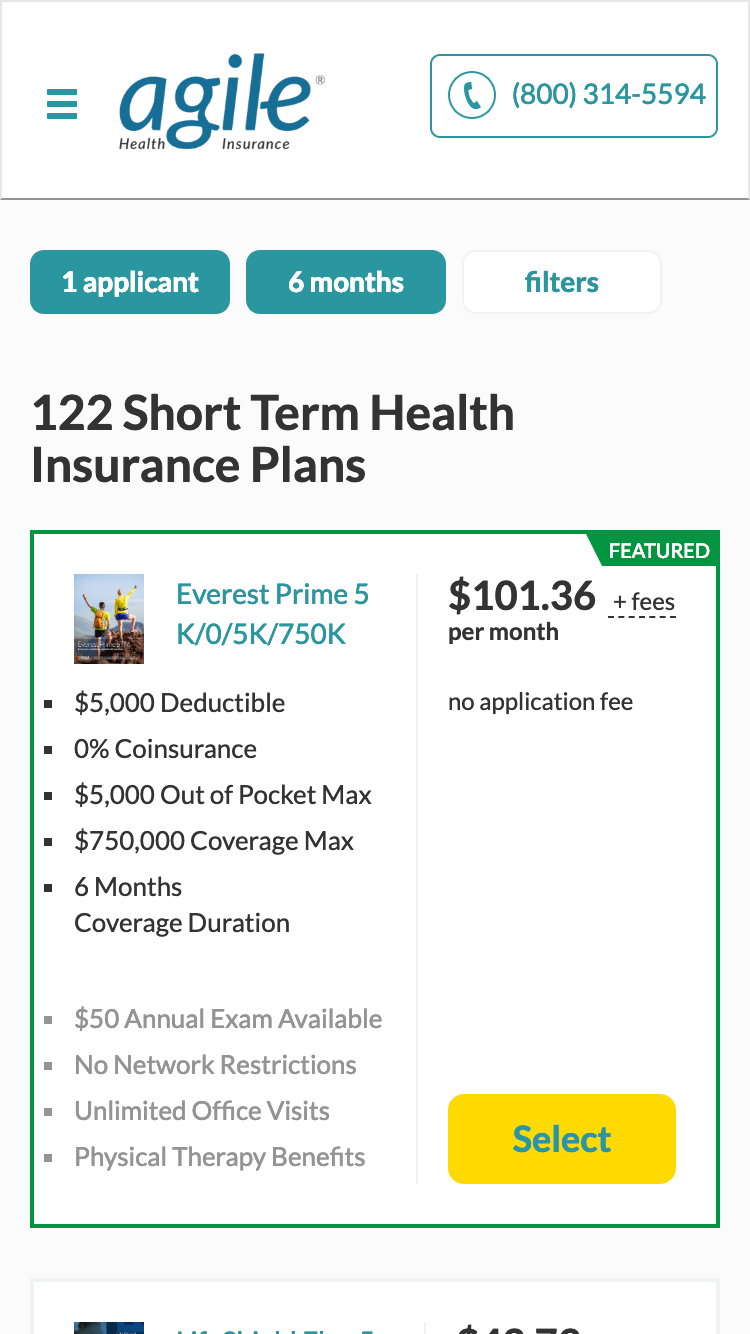 agile®
Health Insurance
(800) 314-5594
1 applicant
6 months
filters
122 Short Term Health
Insurance Plans
FEATURED
Everest Prime 5
K/0/5K/750K
$101.36 + fees
per month
no application fee
$5,000 Deductible
0% Coinsurance
$5,000 Out of Pocket Max
$750,000 Coverage Max
6 Months
Coverage Duration
$50 Annual Exam Available
No Network Restrictions
Unlimited Office Visits
Physical Therapy Benefits
Select